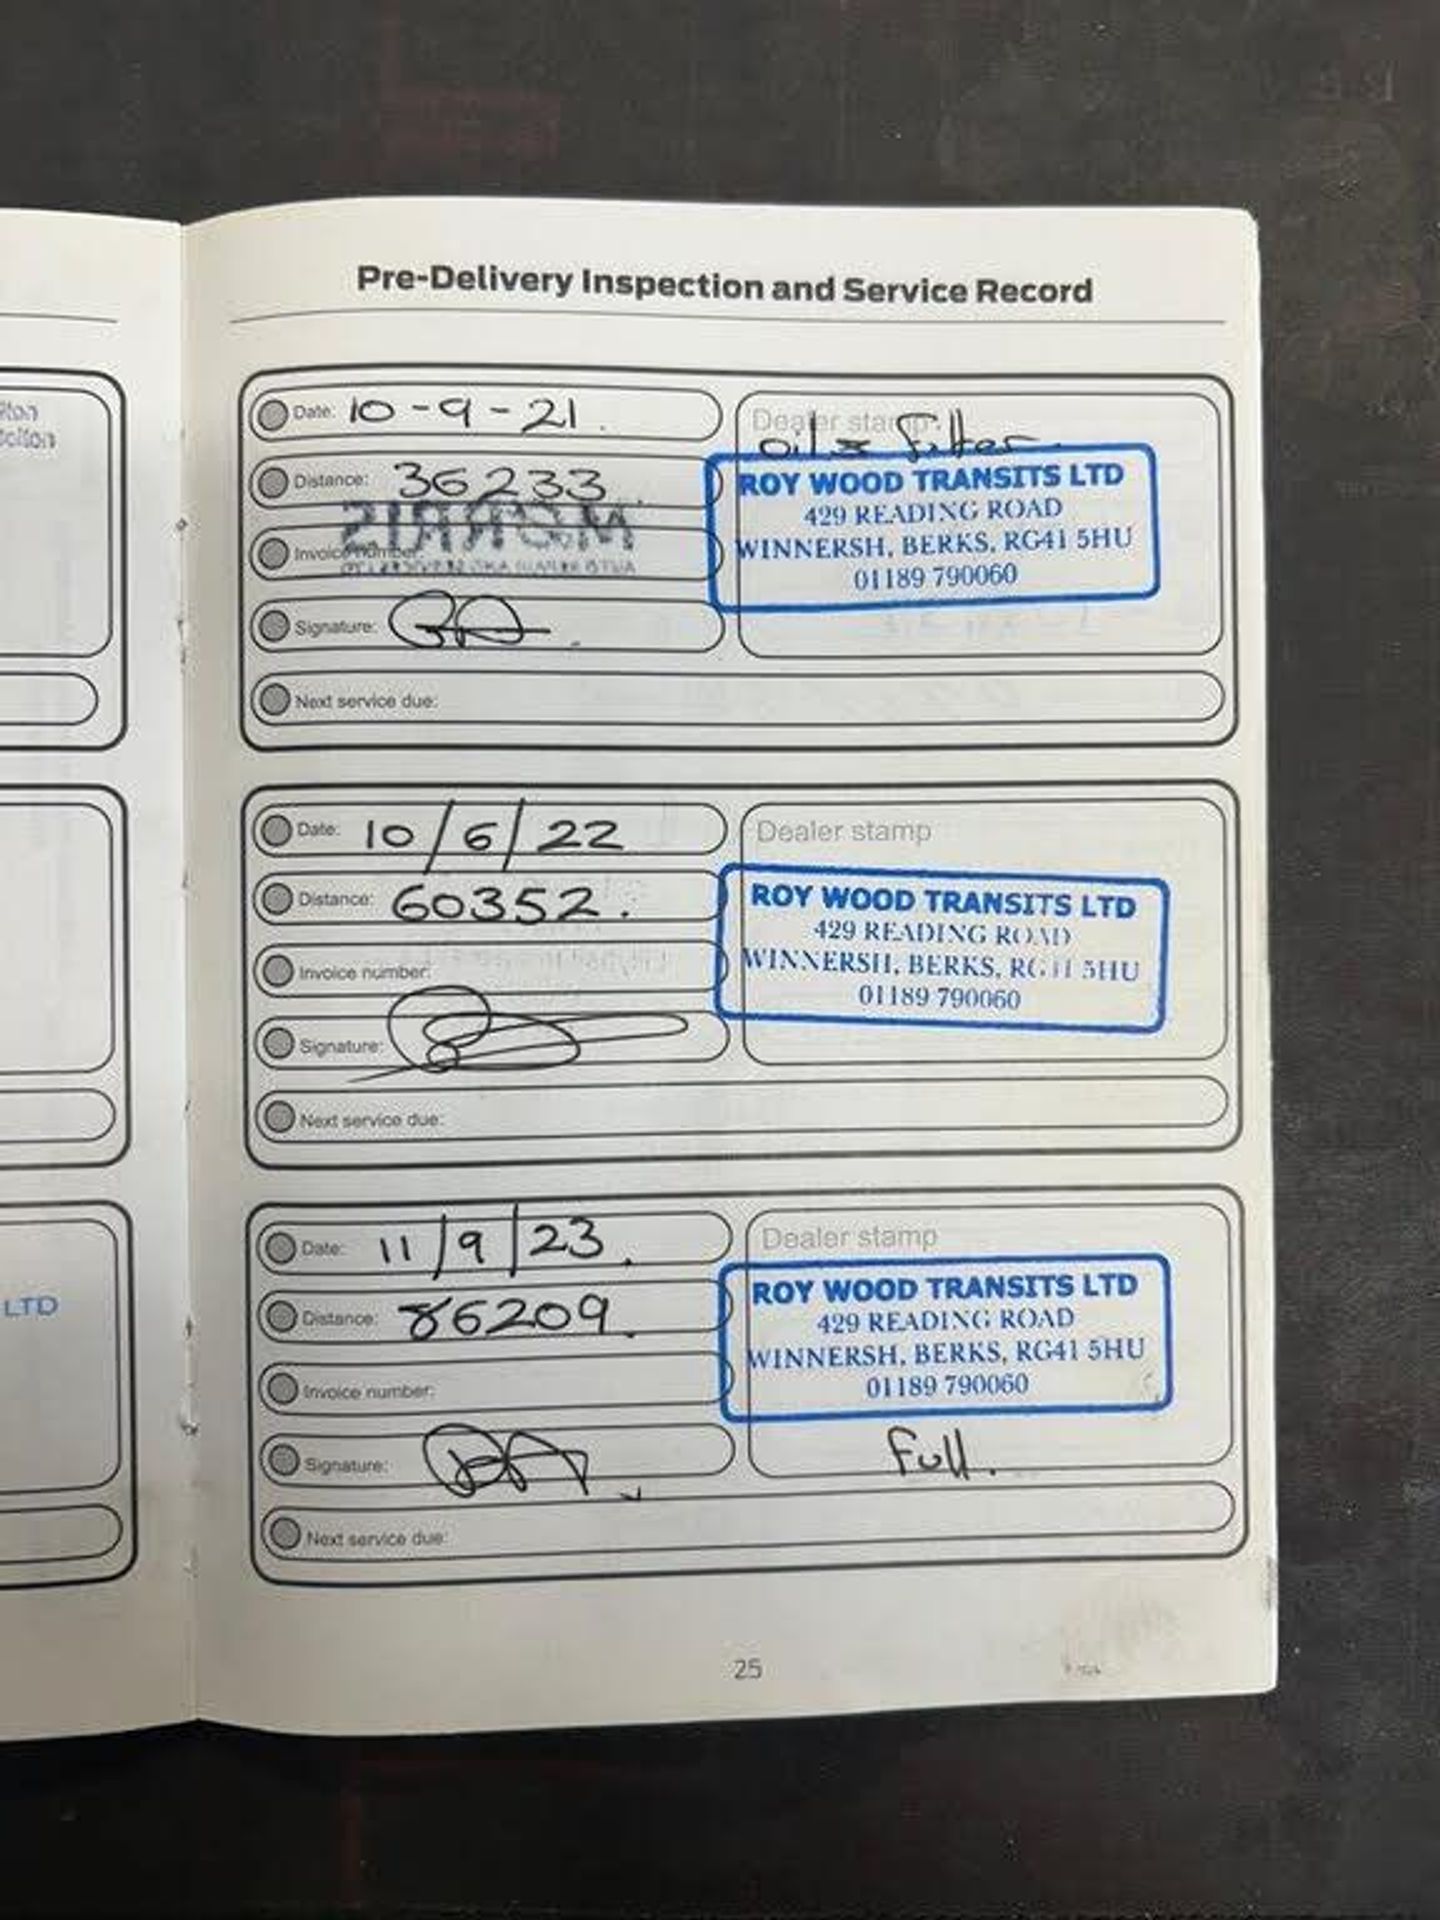 Pre-Delivery Inspection and Service Record
Date: 10-9-21.
Dealer stamp
oil & filter.
Distance: 36233
ROY WOOD TRANSITS LTD
429 READING ROAD
WINNERSH, BERKS, RG41 5HU
01189 790060
MORRIS
Invoice number:
Signature:
Next service due:
Date: 10/6/22
Dealer stamp
Distance: 60352.
ROY WOOD TRANSITS LTD
429 READING ROAD
WINNERSH, BERKS, RG41 5HU
01189 790060
Invoice number:
Signature:
Next service due:
LTD
Date: 11/9/23.
Dealer stamp
Distance: 86209.
ROY WOOD TRANSITS LTD
429 READING ROAD
WINNERSH, BERKS, RG41 5HU
01189 790060
Invoice number:
Signature:
Full.
Next service due:
25